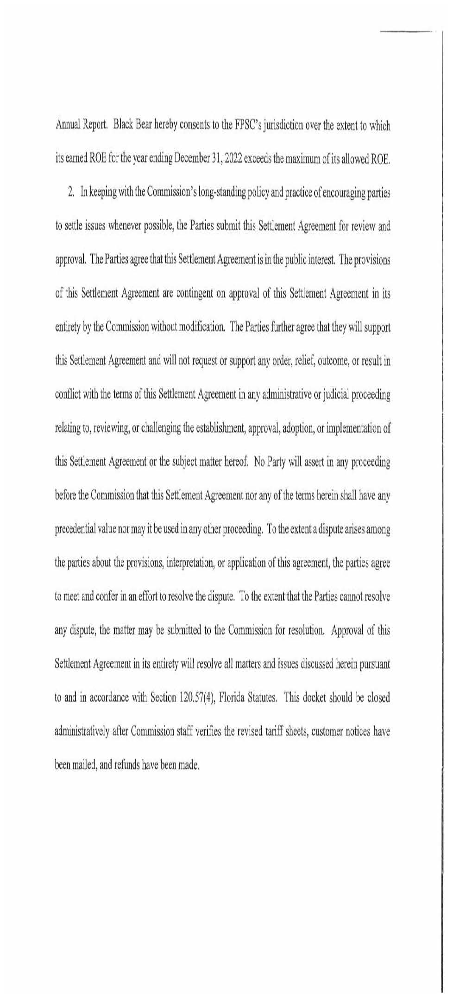 Annual Report. Black Bear hereby consents to the FPSC's jurisdiction over the extent to which
its earned ROE for the year ending December 31, 2022 exceeds the maximum of its allowed ROE.
2. In keeping with the Commission's long-standing policy and practice of encouraging parties
to settle issues whenever possible, the Parties submit this Settlement Agreement for review and
approval. The Parties agree that this Settlement Agreement is in the public interest. The provisions
of this Settlement Agreement are contingent on approval of this Settlement Agreement in its
entirety by the Commission without modification. The Parties further agree that they will support
this Settlement Agreement and will not request or support any order, relief, outcome, or result in
conflict with the terms of this Settlement Agreement in any administrative or judicial proceeding
relating to, reviewing, or challenging the establishment, approval, adoption, or implementation of
this Settlement Agreement or the subject matter hereof. No Party will assert in any proceeding
before the Commission that this Settlement Agreement nor any of the terms herein shall have any
precedential value nor may it be used in any other proceeding. To the extent a dispute arises among
the parties about the provisions, interpretation, or application of this agreement, the parties agree
to meet and confer in an effort to resolve the dispute. To the extent that the Parties cannot resolve
any dispute, the matter may be submitted to the Commission for resolution. Approval of this
Settlement Agreement in its entirety will resolve all matters and issues discussed herein pursuant
to and in accordance with Section 120.57(4), Florida Statutes. This docket should be closed
administratively after Commission staff verifies the revised tariff sheets, customer notices have
been mailed, and refunds have been made.